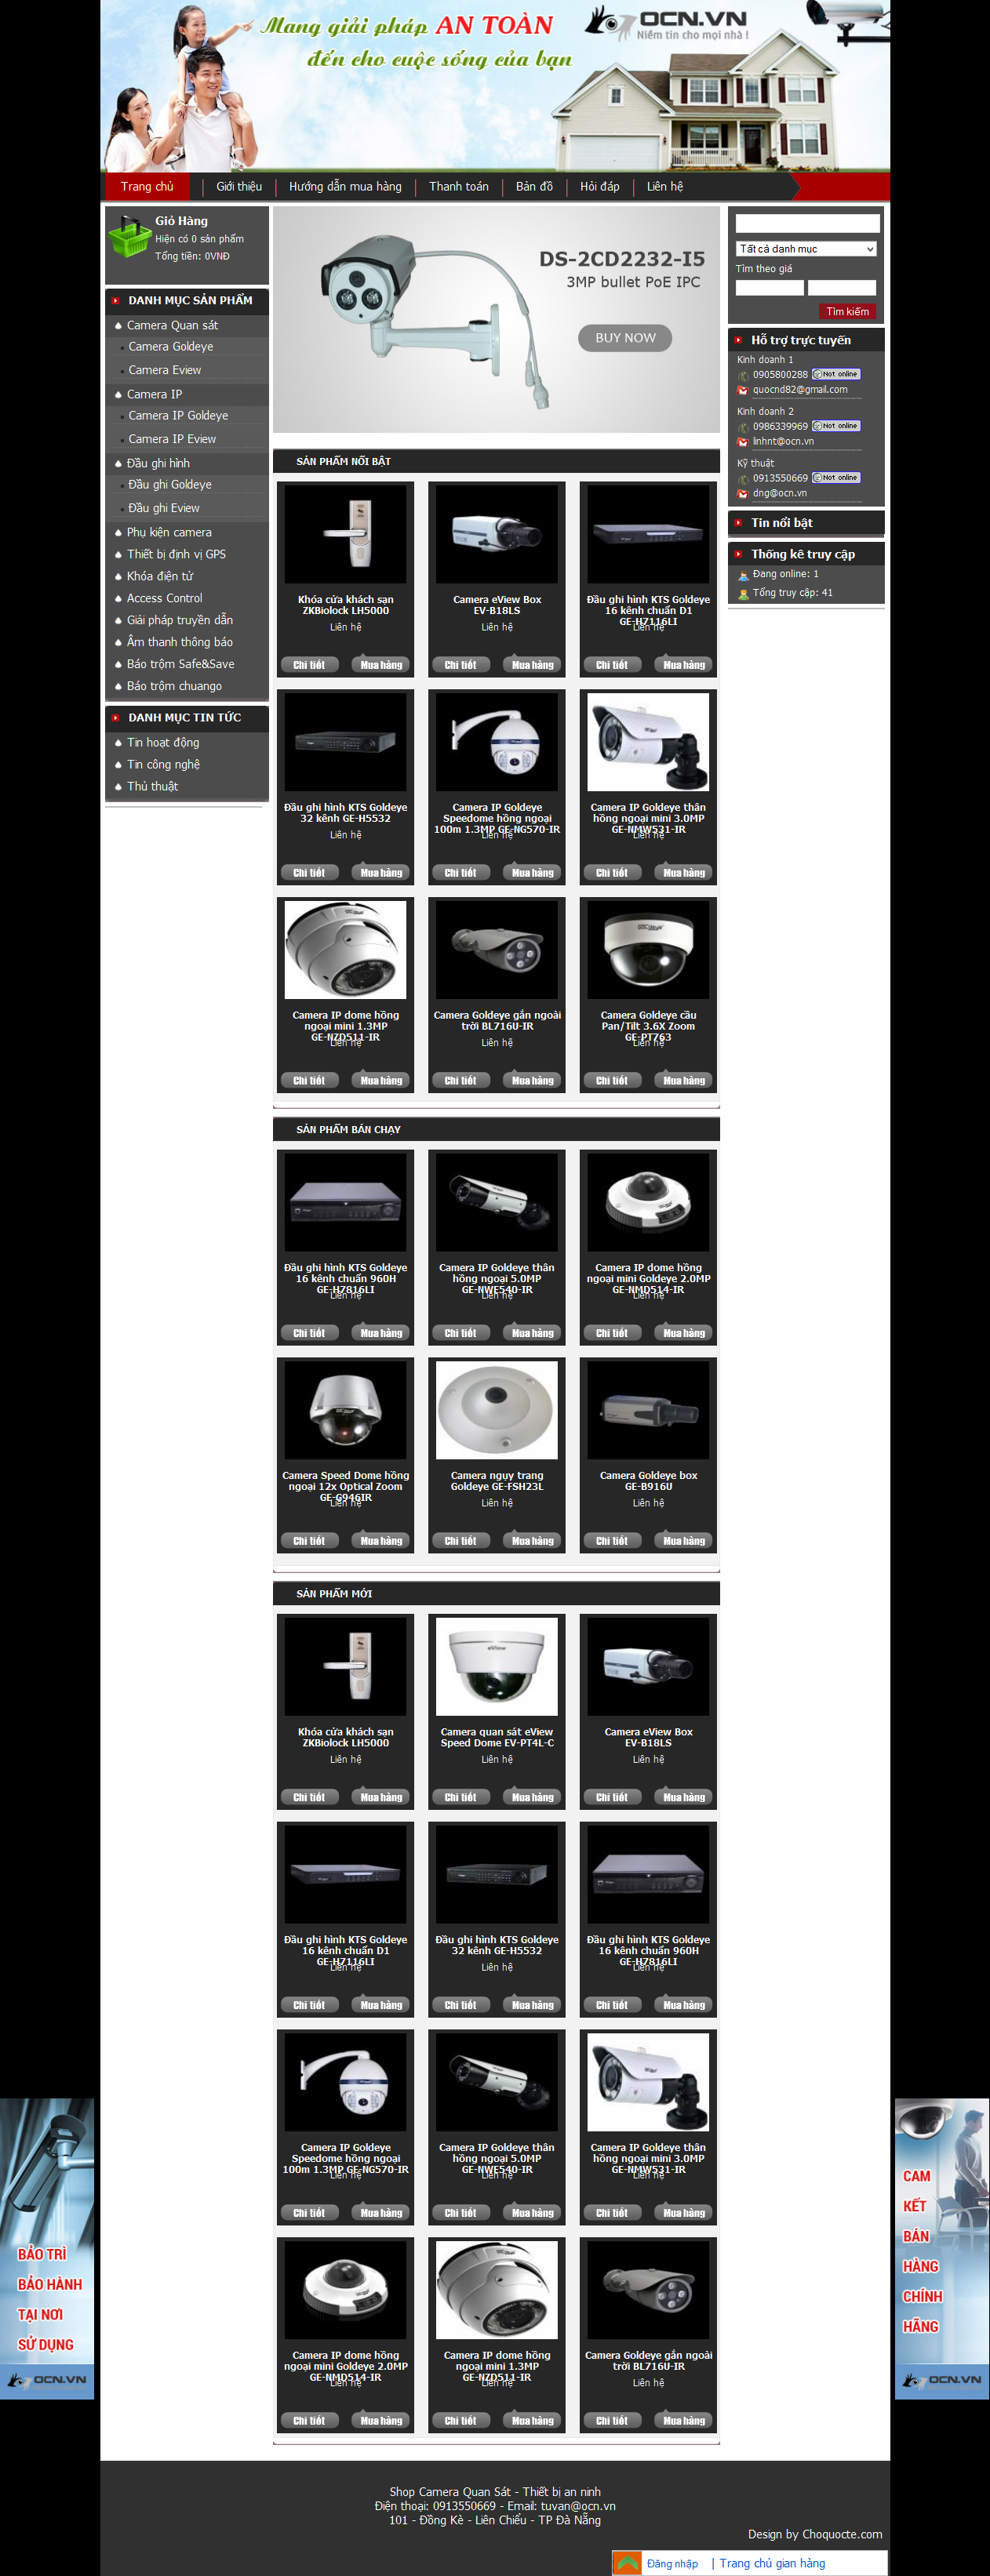 Mang giải pháp AN TOÀN
đến cho cuộc sống của bạn
OCN.VN
Niềm tin cho mọi nhà !
Trang chủ
Giới thiệu
Hướng dẫn mua hàng
Thanh toán
Bản đồ
Hỏi đáp
Liên hệ
Giỏ Hàng
Hiện có 0 sản phẩm
Tổng tiền: 0VNĐ
DANH MỤC SẢN PHẨM
Camera Quan sát
Camera Goldeye
Camera Eview
Camera IP
Camera IP Goldeye
Camera IP Eview
Đầu ghi hình
Đầu ghi Goldeye
Đầu ghi Eview
Phụ kiện camera
Thiết bị định vị GPS
Khóa điện tử
Access Control
Giải pháp truyền dẫn
Âm thanh thông báo
Báo trộm Safe&Save
Báo trộm chuango
DANH MỤC TIN TỨC
Tin hoạt động
Tin công nghệ
Thủ thuật
DS-2CD2232-I5
3MP bullet PoE IPC
BUY NOW
Tất cả danh mục
Tìm theo giá
Tìm kiếm
Hỗ trợ trực tuyến
Kinh doanh 1
0905800288 Not online
quocnd82@gmail.com
Kinh doanh 2
0986339969 Not online
linhnt@ocn.vn
Kỹ thuật
0913550669 Not online
dng@ocn.vn
Tin nổi bật
Thống kê truy cập
Đang online: 1
Tổng truy cập: 41
SẢN PHẨM NỔI BẬT
Khóa cửa khách sạn
ZKBiolock LH5000
Liên hệ
Chi tiết Mua hàng
Camera eView Box
EV-B18LS
Liên hệ
Chi tiết Mua hàng
Đầu ghi hình KTS Goldeye
16 kênh chuẩn D1
GE-HZ116LI
Liên hệ
Chi tiết Mua hàng
Đầu ghi hình KTS Goldeye
32 kênh GE-H5532
Liên hệ
Chi tiết Mua hàng
Camera IP Goldeye
Speedome hồng ngoại
100m 1.3MP GE-NG570-IR
Liên hệ
Chi tiết Mua hàng
Camera IP Goldeye thân
hồng ngoại mini 3.0MP
GE-NMW531-IR
Liên hệ
Chi tiết Mua hàng
Camera IP dome hồng
ngoại mini 1.3MP
GE-NZD511-IR
Liên hệ
Chi tiết Mua hàng
Camera Goldeye gắn ngoài
trời BL716U-IR
Liên hệ
Chi tiết Mua hàng
Camera Goldeye cầu
Pan/Tilt 3.6X Zoom
GE-PT763
Liên hệ
Chi tiết Mua hàng
SẢN PHẨM BÁN CHẠY
Đầu ghi hình KTS Goldeye
16 kênh chuẩn 960H
GE-HZ816LI
Liên hệ
Chi tiết Mua hàng
Camera IP Goldeye thân
hồng ngoại 5.0MP
GE-NWE540-IR
Liên hệ
Chi tiết Mua hàng
Camera IP dome hồng
ngoại mini Goldeye 2.0MP
GE-NMD514-IR
Liên hệ
Chi tiết Mua hàng
Camera Speed Dome hồng
ngoại 12x Optical Zoom
GE-G946IR
Liên hệ
Chi tiết Mua hàng
Camera ngụy trang
Goldeye GE-FSH23L
Liên hệ
Chi tiết Mua hàng
Camera Goldeye box
GE-B916U
Liên hệ
Chi tiết Mua hàng
SẢN PHẨM MỚI
Khóa cửa khách sạn
ZKBiolock LH5000
Liên hệ
Chi tiết Mua hàng
Camera quan sát eView
Speed Dome EV-PT4L-C
Liên hệ
Chi tiết Mua hàng
Camera eView Box
EV-B18LS
Liên hệ
Chi tiết Mua hàng
Đầu ghi hình KTS Goldeye
16 kênh chuẩn D1
GE-HZ116LI
Liên hệ
Chi tiết Mua hàng
Đầu ghi hình KTS Goldeye
32 kênh GE-H5532
Liên hệ
Chi tiết Mua hàng
Đầu ghi hình KTS Goldeye
16 kênh chuẩn 960H
GE-HZ816LI
Liên hệ
Chi tiết Mua hàng
Camera IP Goldeye
Speedome hồng ngoại
100m 1.3MP GE-NG570-IR
Liên hệ
Chi tiết Mua hàng
Camera IP Goldeye thân
hồng ngoại 5.0MP
GE-NWE540-IR
Liên hệ
Chi tiết Mua hàng
Camera IP Goldeye thân
hồng ngoại mini 3.0MP
GE-NMW531-IR
Liên hệ
Chi tiết Mua hàng
Camera IP dome hồng
ngoại mini Goldeye 2.0MP
GE-NMD514-IR
Liên hệ
Chi tiết Mua hàng
Camera IP dome hồng
ngoại mini 1.3MP
GE-NZD511-IR
Liên hệ
Chi tiết Mua hàng
Camera Goldeye gắn ngoài
trời BL716U-IR
Liên hệ
Chi tiết Mua hàng
BẢO TRÌ
BẢO HÀNH
TẠI NƠI
SỬ DỤNG
OCN.VN
CAM
KẾT
BÁN
HÀNG
CHÍNH
HÃNG
OCN.VN
Shop Camera Quan Sát - Thiết bị an ninh
Điện thoại: 0913550669 - Email: tuvan@ocn.vn
101 - Đồng Kè - Liên Chiểu - TP Đà Nẵng
Design by Choquocte.com
Đăng nhập | Trang chủ gian hàng